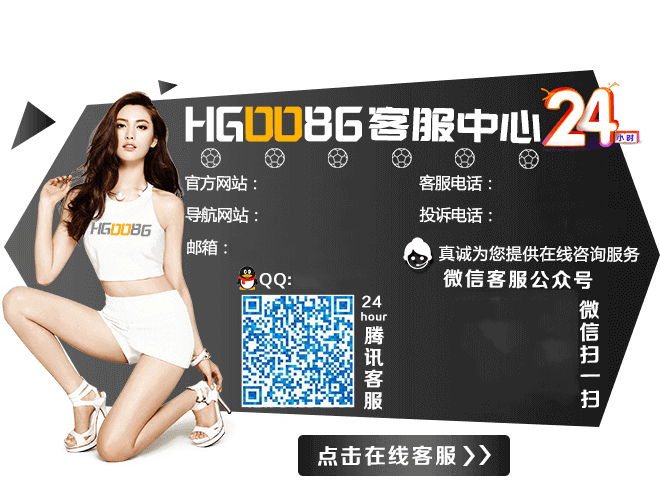 HG0086客服中心24小时
官方网站：
客服电话：
导航网站：
投诉电话：
邮箱：
真诚为您提供在线咨询服务
微信客服公众号
HG0086
QQ:
24
hour
腾讯客服
微信扫一扫
点击在线客服